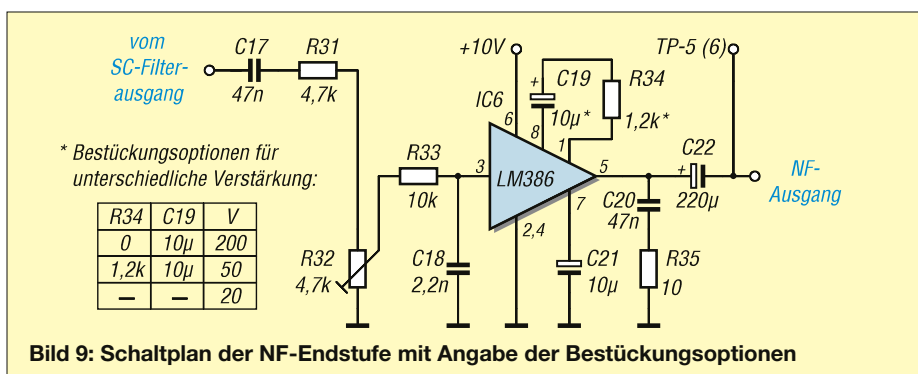 vom
SC-Filter-
ausgang
C17
47n
R31
4,7k
+10V
IC6
6
8
+
C19
10µ*
1
R34
1,2k*
TP-5 (6)
* Bestückungsoptionen für
unterschiedliche Verstärkung:
R34 C19 V
0 10µ 200
1,2k 10µ 50
— — 20
R32
4,7k
R33
10k
C18
2,2n
3
LM386
2,4
5
7
C21
10µ
C20
47n
R35
10
+
C22
220µ
NF-
Ausgang
Bild 9: Schaltplan der NF-Endstufe mit Angabe der Bestückungsoptionen